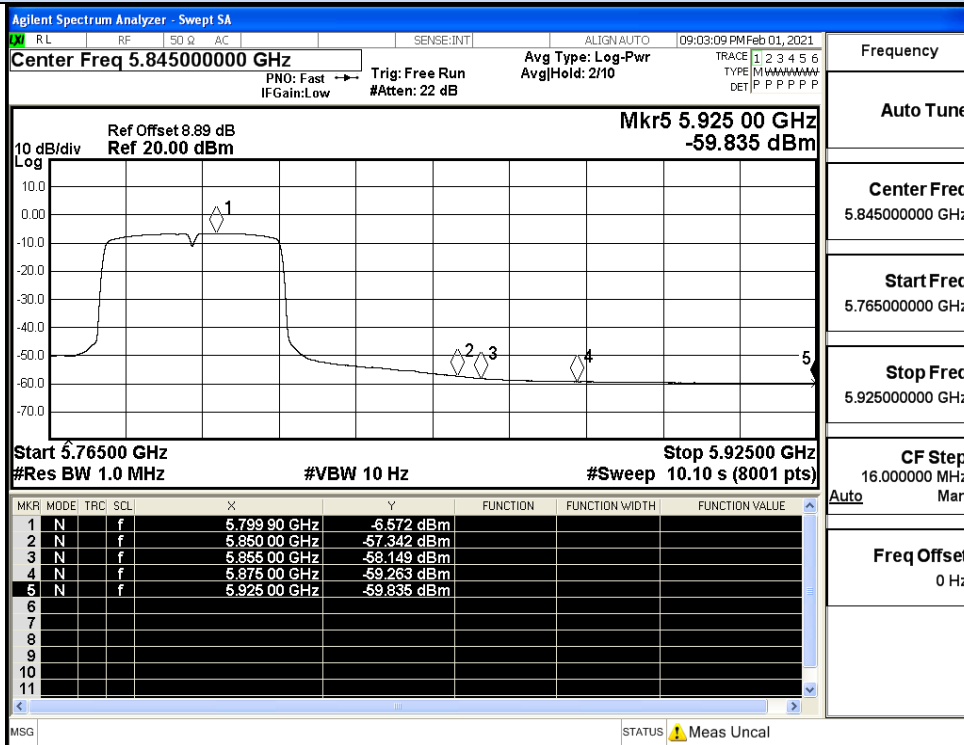 Agilent Spectrum Analyzer - Swept SA
LXI RL RF 50 Ω AC SENSE:INT ALIGN AUTO 09:03:09 PM Feb 01, 2021
Center Freq 5.845000000 GHz
PNO: Fast Trig: Free Run Avg Type: Log-Pwr TRACE 1 2 3 4 5 6
IFGain:Low #Atten: 22 dB Avg|Hold: 2/10 TYPE M WWWWW
DET P P P P P P
Mkr5 5.925 00 GHz
-59.835 dBm
Ref Offset 8.89 dB
10 dB/div Ref 20.00 dBm
Log
10.0
0.00
-10.0
-20.0
-30.0
-40.0
-50.0
-60.0
-70.0
1
2
3
4
5
Start 5.76500 GHz Stop 5.92500 GHz
#Res BW 1.0 MHz #VBW 10 Hz #Sweep 10.10 s (8001 pts)
MKR MODE TRC SCL X Y FUNCTION FUNCTION WIDTH FUNCTION VALUE
1 N f 5.799 90 GHz -6.572 dBm
2 N f 5.850 00 GHz -57.342 dBm
3 N f 5.855 00 GHz -58.149 dBm
4 N f 5.875 00 GHz -59.263 dBm
5 N f 5.925 00 GHz -59.835 dBm
6
7
8
9
10
11
MSG STATUS Meas Uncal
Frequency
Auto Tune
Center Freq
5.845000000 GHz
Start Freq
5.765000000 GHz
Stop Freq
5.925000000 GHz
CF Step
16.000000 MHz
Auto Man
Freq Offset
0 Hz